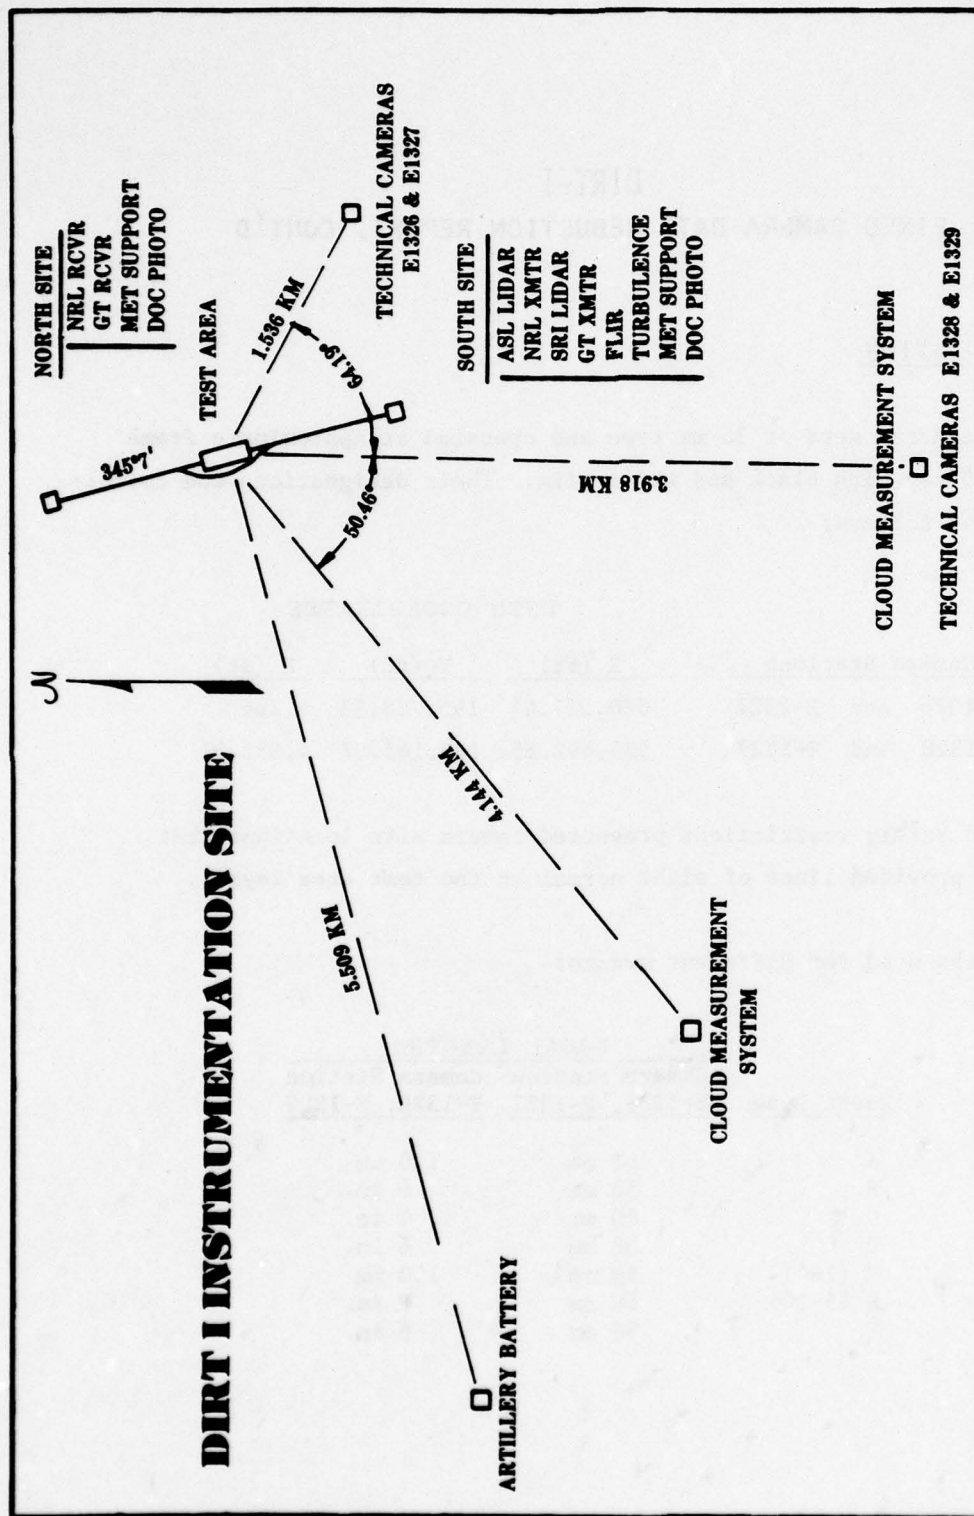 DIRT I INSTRUMENTATION SITE
N
NORTH SITE
NRL RCVR
GT RCVR
MET SUPPORT
DOC PHOTO
345°7'
TEST AREA
1.536 KM
64.19°
50.46°
TECHNICAL CAMERAS
E1326 & E1327
SOUTH SITE
ASL LIDAR
NRL XMTR
SRI LIDAR
GT XMTR
FLIR
TURBULENCE
MET SUPPORT
DOC PHOTO
5.509 KM
4.144 KM
3.918 KM
ARTILLERY BATTERY
CLOUD MEASUREMENT
SYSTEM
CLOUD MEASUREMENT SYSTEM
TECHNICAL CAMERAS E1328 & E1329